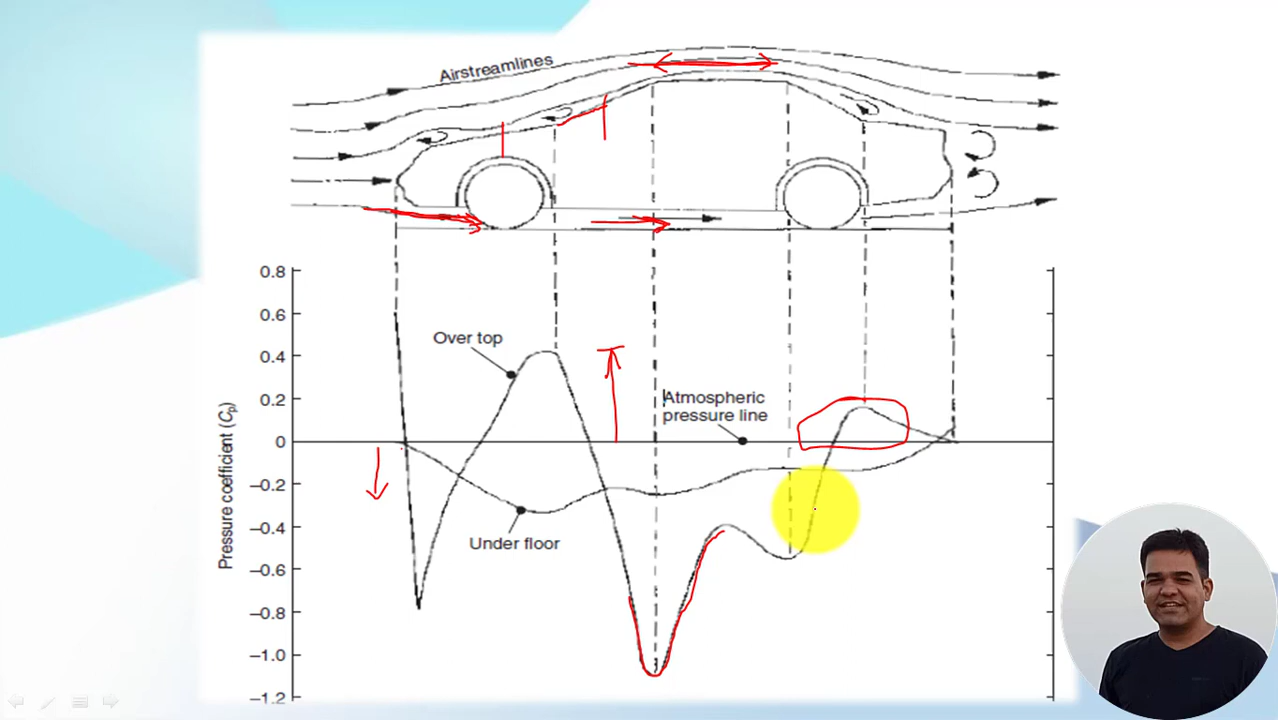 Airstreamlines
0.8
0.6
0.4
0.2
0
–0.2
–0.4
–0.6
–0.8
–1.0
–1.2
Pressure coefficient (Cp)
Over top
Atmospheric
pressure line
Under floor